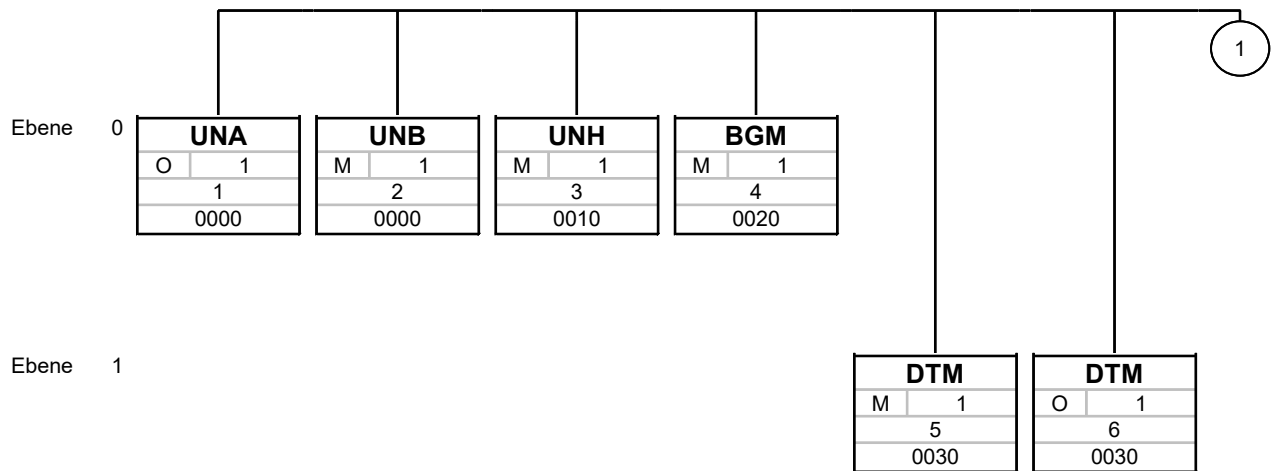 1
Ebene 0
UNA UNB UNH BGM
O 1 M 1 M 1 M 1
1 2 3 4
0000 0000 0010 0020
Ebene 1
DTM DTM
M 1 O 1
5 6
0030 0030